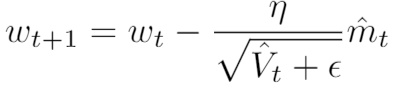 $w_{t+1} = w_t - \frac{\eta}{\sqrt{\hat{V}_t + \epsilon}} \hat{m}_t$